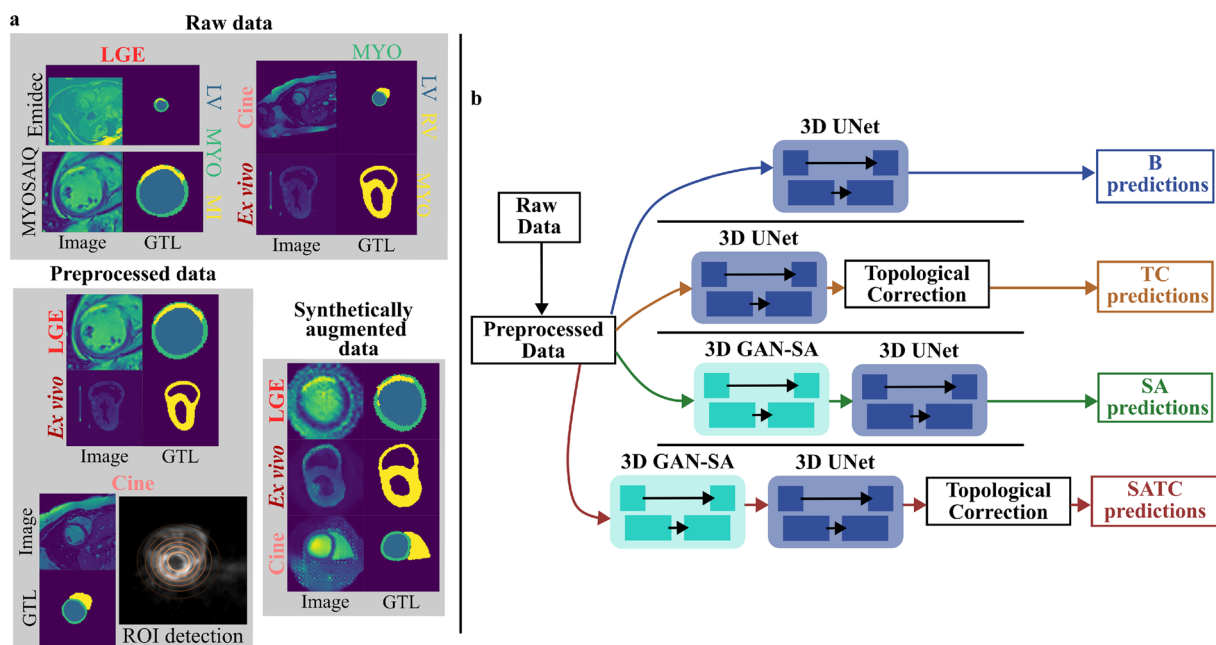 a
Raw data
LGE
MYO
Emidec
LV
MYO
MI
Cine
LV
RV
MYOSAIQ
Ex vivo
MYO
Image
GTL
Image
GTL
Preprocessed data
LGE
Ex vivo
Image
GTL
Cine
Image
GTL
ROI detection
Synthetically
augmented
data
LGE
Ex vivo
Cine
Image
GTL
b
Raw
Data
Preprocessed
Data
3D UNet
B
predictions
3D UNet
Topological
Correction
TC
predictions
3D GAN-SA
3D UNet
SA
predictions
3D GAN-SA
3D UNet
Topological
Correction
SATC
predictions